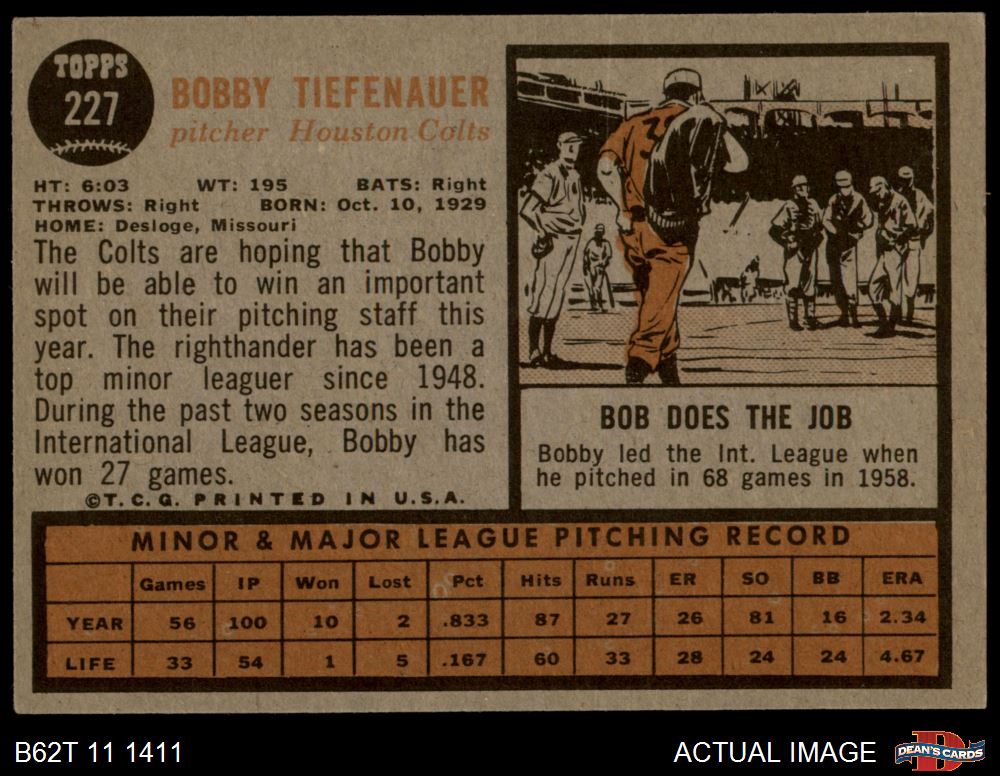 TOPPS
227
BOBBY TIEFENAUER
pitcher Houston Colts
HT: 6:03 WT: 195 BATS: Right
THROWS: Right BORN: Oct. 10, 1929
HOME: Desloge, Missouri
The Colts are hoping that Bobby
will be able to win an important
spot on their pitching staff this
year. The righthander has been a
top minor leaguer since 1948.
During the past two seasons in the
International League, Bobby has
won 27 games.
©T.C.G. PRINTED IN U.S.A.
BOB DOES THE JOB
Bobby led the Int. League when
he pitched in 68 games in 1958.
MINOR & MAJOR LEAGUE PITCHING RECORD
Games IP Won Lost Pct Hits Runs ER SO BB ERA
YEAR 56 100 10 2 .833 87 27 26 81 16 2.34
LIFE 33 54 1 5 .167 60 33 28 24 24 4.67
B62T 11 1411
ACTUAL IMAGE
DEAN'S CARDS